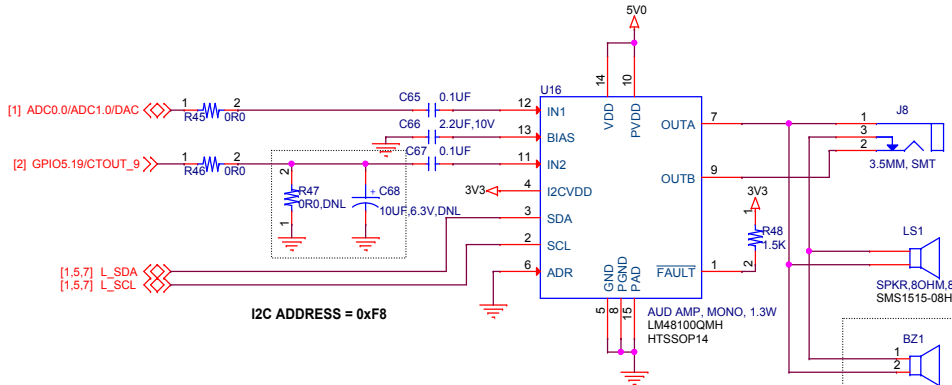 5V0
[1] ADC0.0/ADC1.0/DAC
1
2
R45
0R0
C65
0.1UF
12
IN1
U16
14
10
VDD
PVDD
OUTA
7
1
J8
3
2
3.5MM, SMT
C66
2.2UF,10V
13
BIAS
[2] GPIO5.19/CTOUT_9
1
2
R46
0R0
C67
0.1UF
11
IN2
OUTB
9
2
R47
0R0,DNL
1
+
C68
10UF,6.3V,DNL
3V3
4
I2CVDD
3V3
1
R48
1.5K
2
3
SDA
2
SCL
LS1
SPKR,8OHM,8
SMS1515-08H
[1,5,7] L_SDA
[1,5,7] L_SCL
6
ADR
FAULT
1
GND
PGND
PAD
5
8
15
I2C ADDRESS = 0xF8
AUD AMP, MONO, 1.3W
LM48100QMH
HTSSOP14
BZ1
1
2